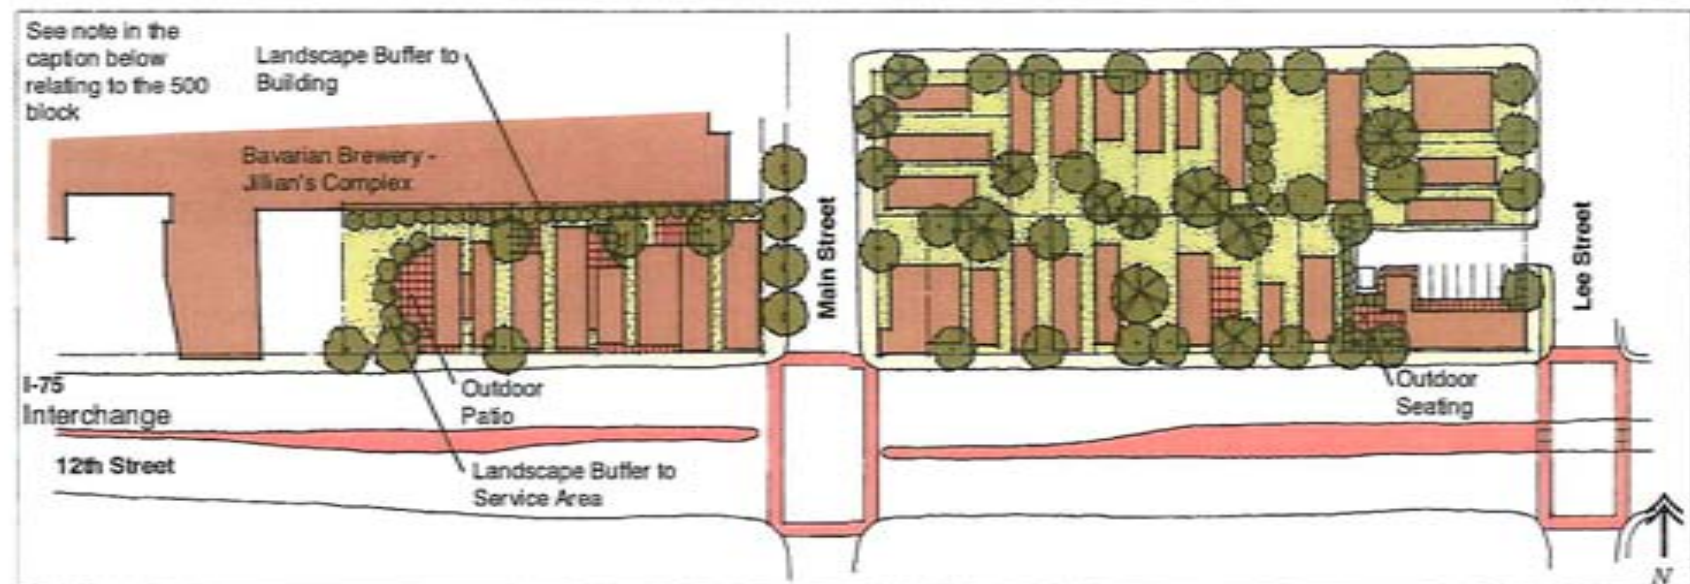 See note in the
caption below
relating to the 500
block
Landscape Buffer to
Building
Bavarian Brewery -
Jillian's Complex
Main Street
Lee Street
I-75
Interchange
Outdoor
Patio
Outdoor
Seating
12th Street
Landscape Buffer to
Service Area
N